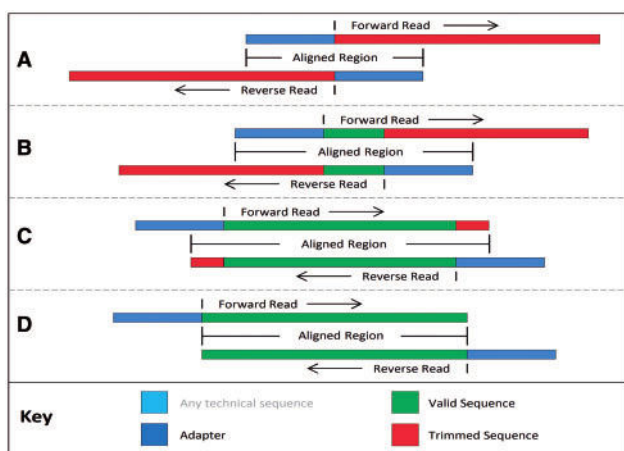 Forward Read
A
Aligned Region
Reverse Read
Forward Read
B
Aligned Region
Reverse Read
Forward Read
C
Aligned Region
Reverse Read
Forward Read
D
Aligned Region
Reverse Read
Any technical sequence
Valid Sequence
Key
Adapter
Trimmed Sequence